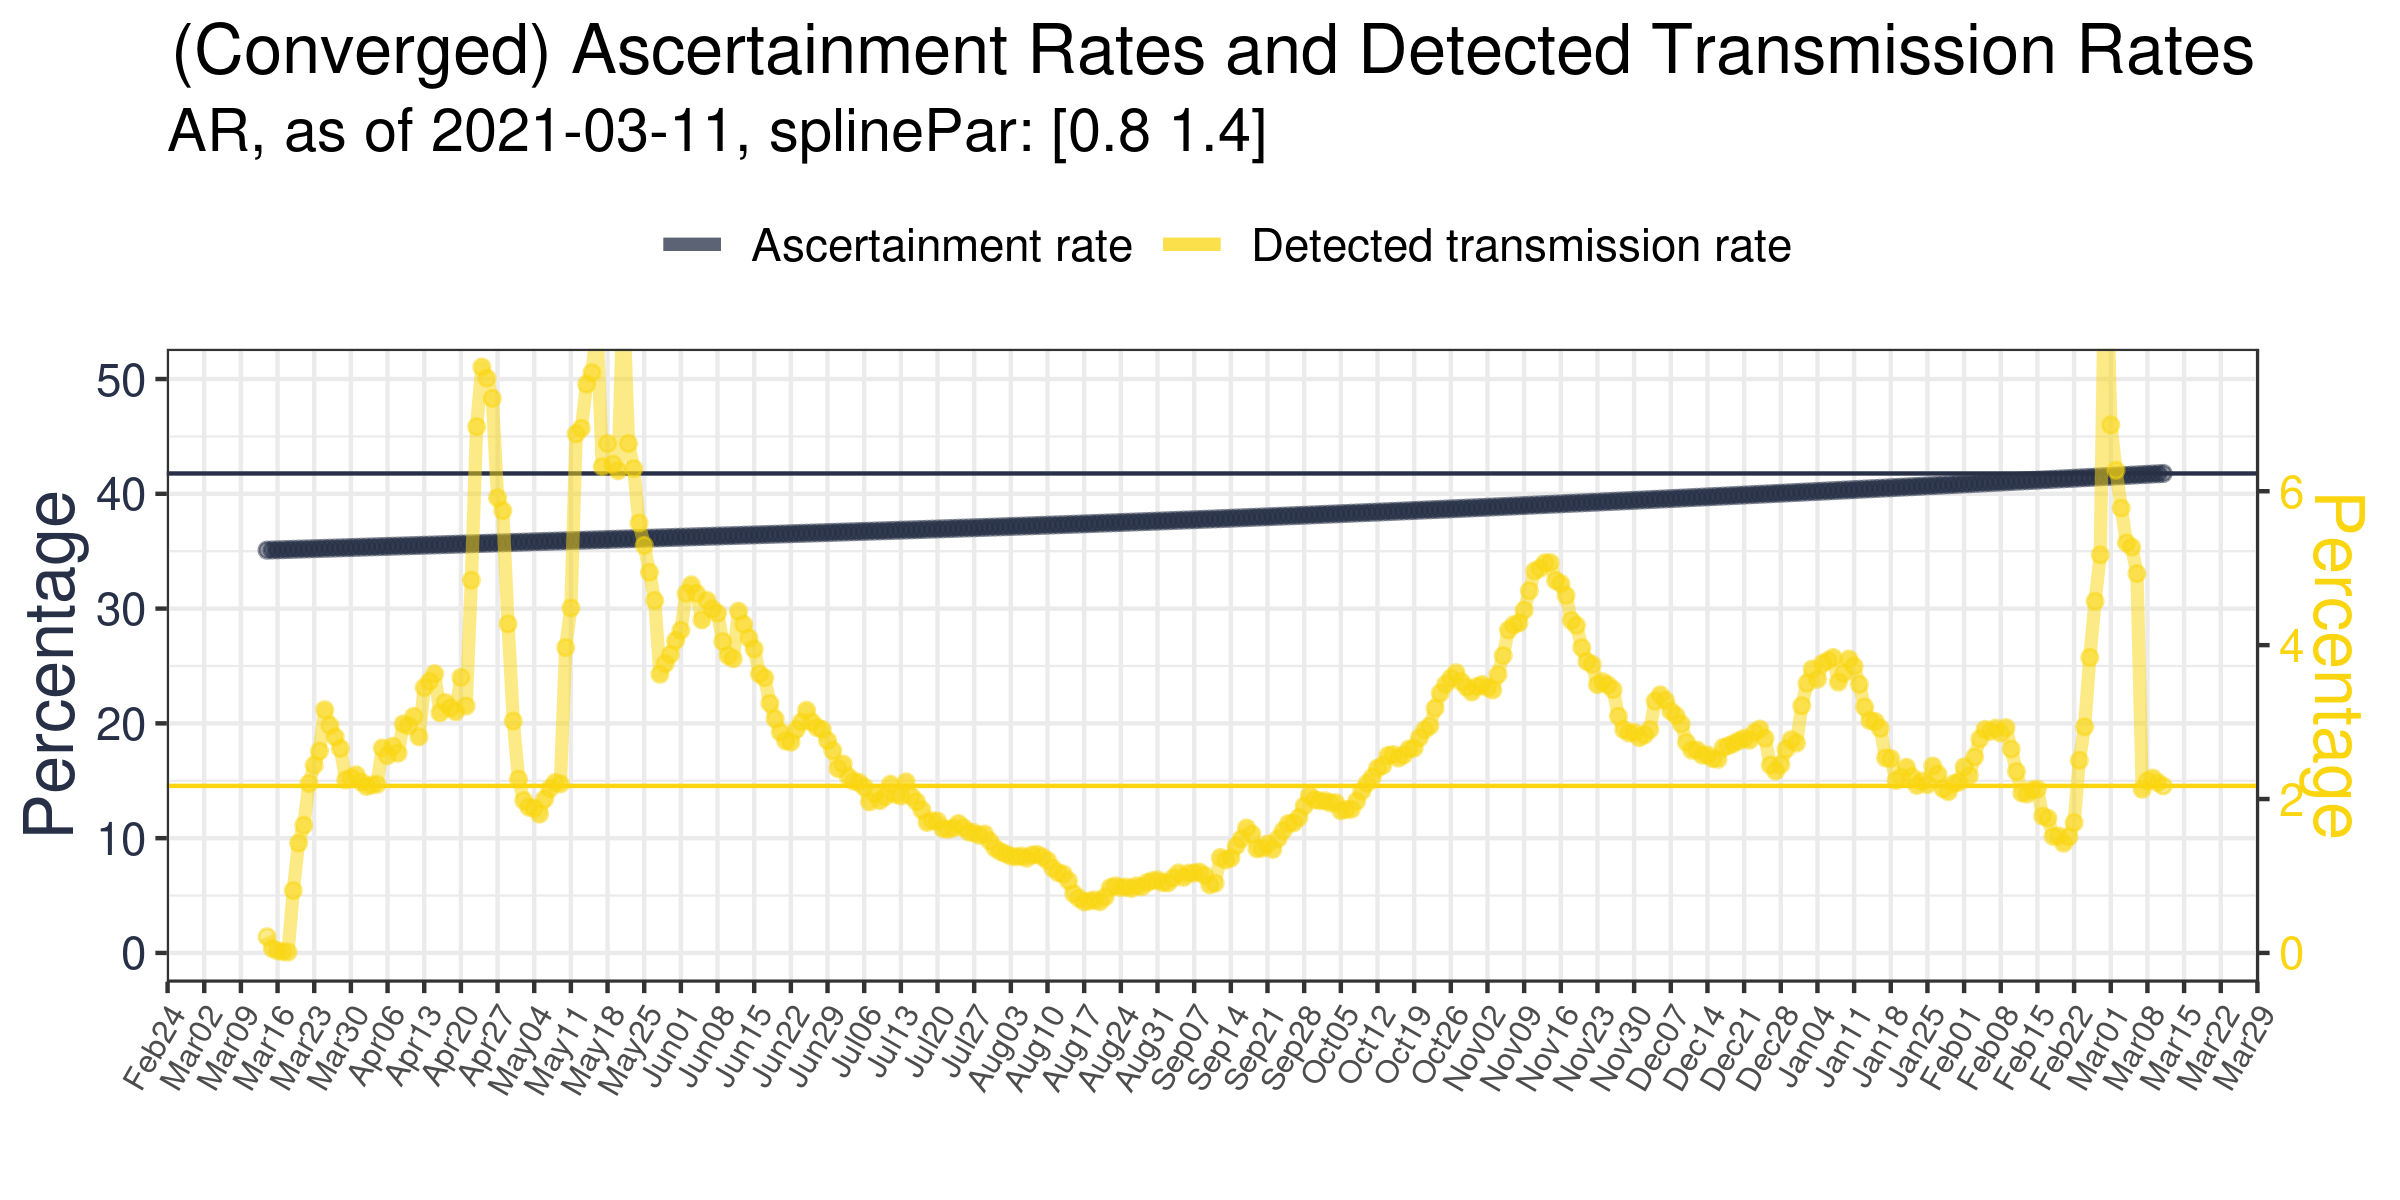 (Converged) Ascertainment Rates and Detected Transmission Rates
AR, as of 2021-03-11, splinePar: [0.8 1.4]
Ascertainment rate
Detected transmission rate
Percentage
50
40
30
20
10
0
6
4
2
0
Percentage
Feb24
Mar02
Mar09
Mar16
Mar23
Mar30
Apr06
Apr13
Apr20
Apr27
May04
May11
May18
May25
Jun01
Jun08
Jun15
Jun22
Jun29
Jul06
Jul13
Jul20
Jul27
Aug03
Aug10
Aug17
Aug24
Aug31
Sep07
Sep14
Sep21
Sep28
Oct05
Oct12
Oct19
Oct26
Nov02
Nov09
Nov16
Nov23
Nov30
Dec07
Dec14
Dec21
Dec28
Jan04
Jan11
Jan18
Jan25
Feb01
Feb08
Feb15
Feb22
Mar01
Mar08
Mar15
Mar22
Mar29